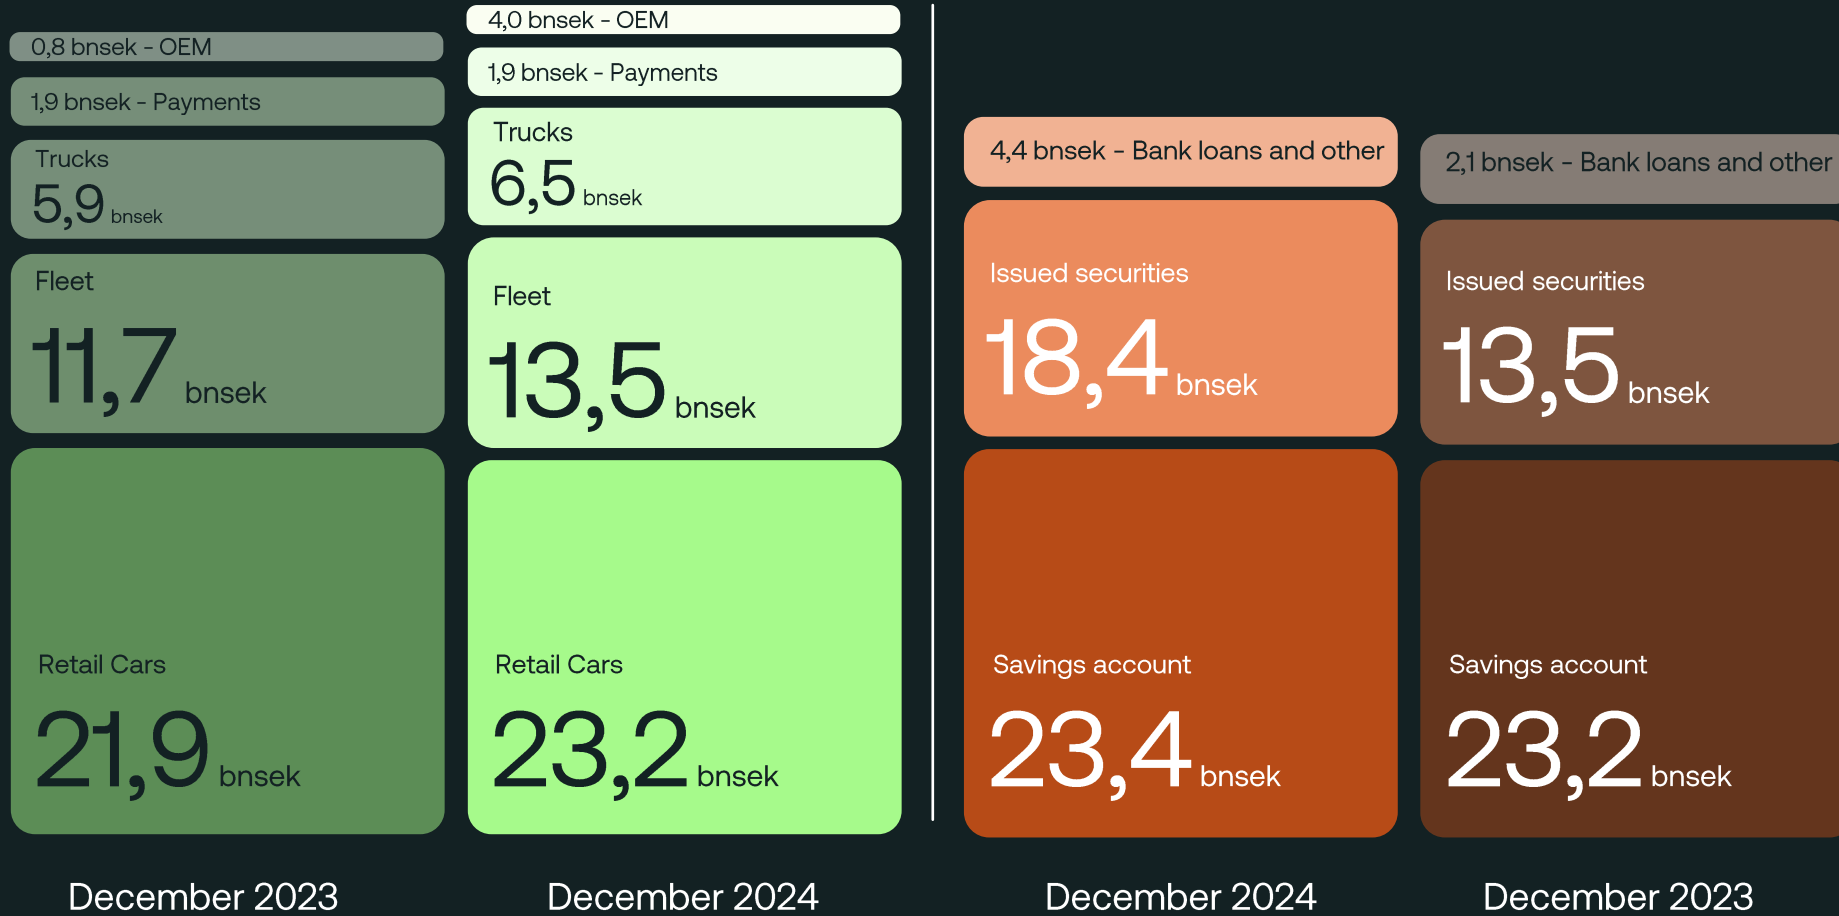 0,8 bnsek - OEM
1,9 bnsek - Payments
Trucks
5,9 bnsek
Fleet
11,7 bnsek
Retail Cars
21,9 bnsek
December 2023
4,0 bnsek - OEM
1,9 bnsek - Payments
Trucks
6,5 bnsek
Fleet
13,5 bnsek
Retail Cars
23,2 bnsek
December 2024
4,4 bnsek - Bank loans and other
Issued securities
18,4 bnsek
Savings account
23,4 bnsek
December 2024
2,1 bnsek - Bank loans and other
Issued securities
13,5 bnsek
Savings account
23,2 bnsek
December 2023